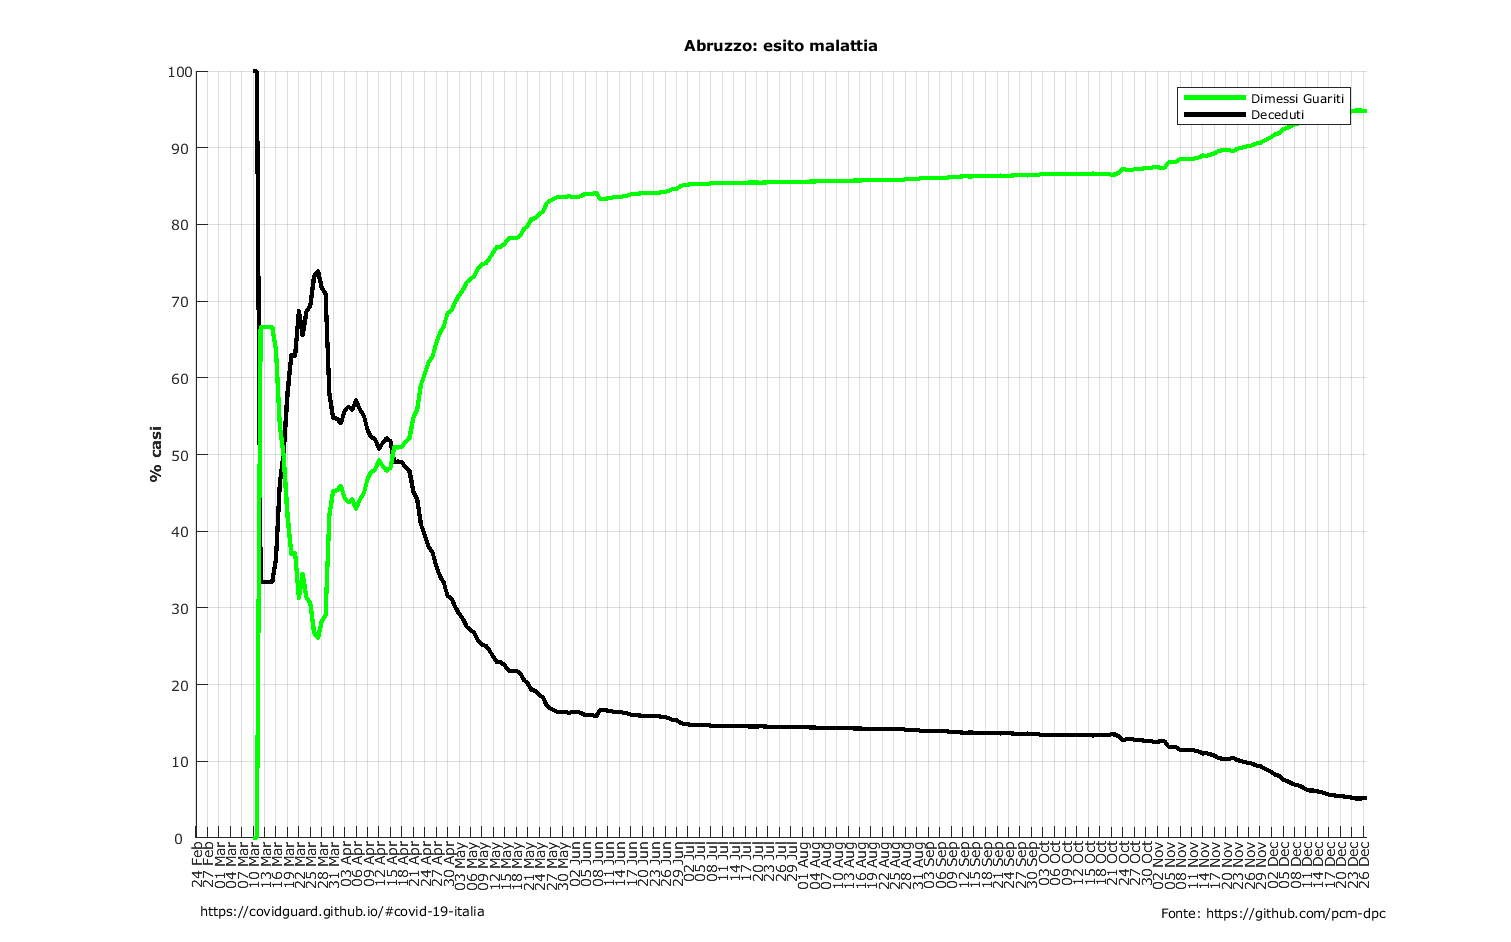 Abruzzo: esito malattia
% casi
100
90
80
70
60
50
40
30
20
10
0
Dimessi Guariti
Deceduti
24 Feb
27 Feb
01 Mar
04 Mar
07 Mar
10 Mar
13 Mar
16 Mar
19 Mar
22 Mar
25 Mar
28 Mar
31 Mar
03 Apr
06 Apr
09 Apr
12 Apr
15 Apr
18 Apr
21 Apr
24 Apr
27 Apr
30 Apr
03 May
06 May
09 May
12 May
15 May
18 May
21 May
24 May
27 May
30 May
02 Jun
05 Jun
08 Jun
11 Jun
14 Jun
17 Jun
20 Jun
23 Jun
26 Jun
29 Jun
02 Jul
05 Jul
08 Jul
11 Jul
14 Jul
17 Jul
20 Jul
23 Jul
26 Jul
29 Jul
01 Aug
04 Aug
07 Aug
10 Aug
13 Aug
16 Aug
19 Aug
22 Aug
25 Aug
28 Aug
31 Aug
03 Sep
06 Sep
09 Sep
12 Sep
15 Sep
18 Sep
21 Sep
24 Sep
27 Sep
30 Sep
03 Oct
06 Oct
09 Oct
12 Oct
15 Oct
18 Oct
21 Oct
24 Oct
27 Oct
30 Oct
02 Nov
05 Nov
08 Nov
11 Nov
14 Nov
17 Nov
20 Nov
23 Nov
26 Nov
29 Nov
02 Dec
05 Dec
08 Dec
11 Dec
14 Dec
17 Dec
20 Dec
23 Dec
26 Dec
https://covidguard.github.io/#covid-19-italia
Fonte: https://github.com/pcm-dpc